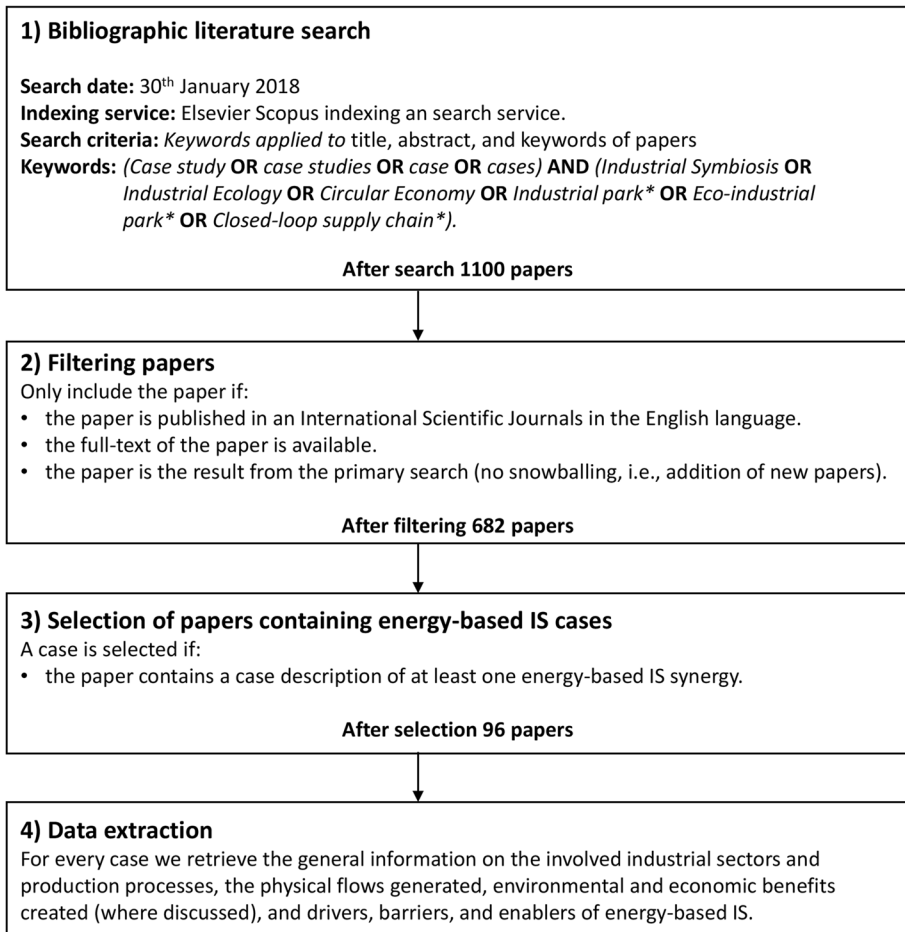 1) Bibliographic literature search
Search date: 30th January 2018
Indexing service: Elsevier Scopus indexing an search service.
Search criteria: Keywords applied to title, abstract, and keywords of papers
Keywords: (Case study OR case studies OR case OR cases) AND (Industrial Symbiosis OR
Industrial Ecology OR Circular Economy OR Industrial park* OR Eco-industrial
park* OR Closed-loop supply chain*).
After search 1100 papers
2) Filtering papers
Only include the paper if:
• the paper is published in an International Scientific Journals in the English language.
• the full-text of the paper is available.
• the paper is the result from the primary search (no snowballing, i.e., addition of new papers).
After filtering 682 papers
3) Selection of papers containing energy-based IS cases
A case is selected if:
• the paper contains a case description of at least one energy-based IS synergy.
After selection 96 papers
4) Data extraction
For every case we retrieve the general information on the involved industrial sectors and
production processes, the physical flows generated, environmental and economic benefits
created (where discussed), and drivers, barriers, and enablers of energy-based IS.